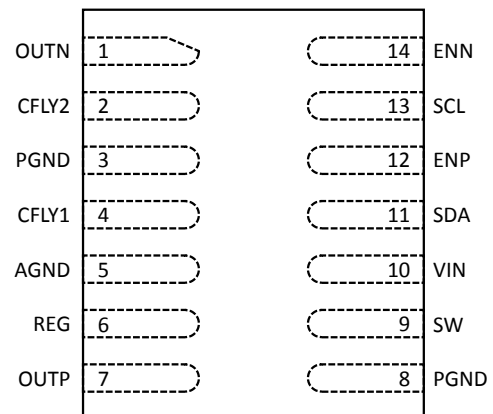 OUTN 1 14 ENN
CFLY2 2 13 SCL
PGND 3 12 ENP
CFLY1 4 11 SDA
AGND 5 10 VIN
REG 6 9 SW
OUTP 7 8 PGND